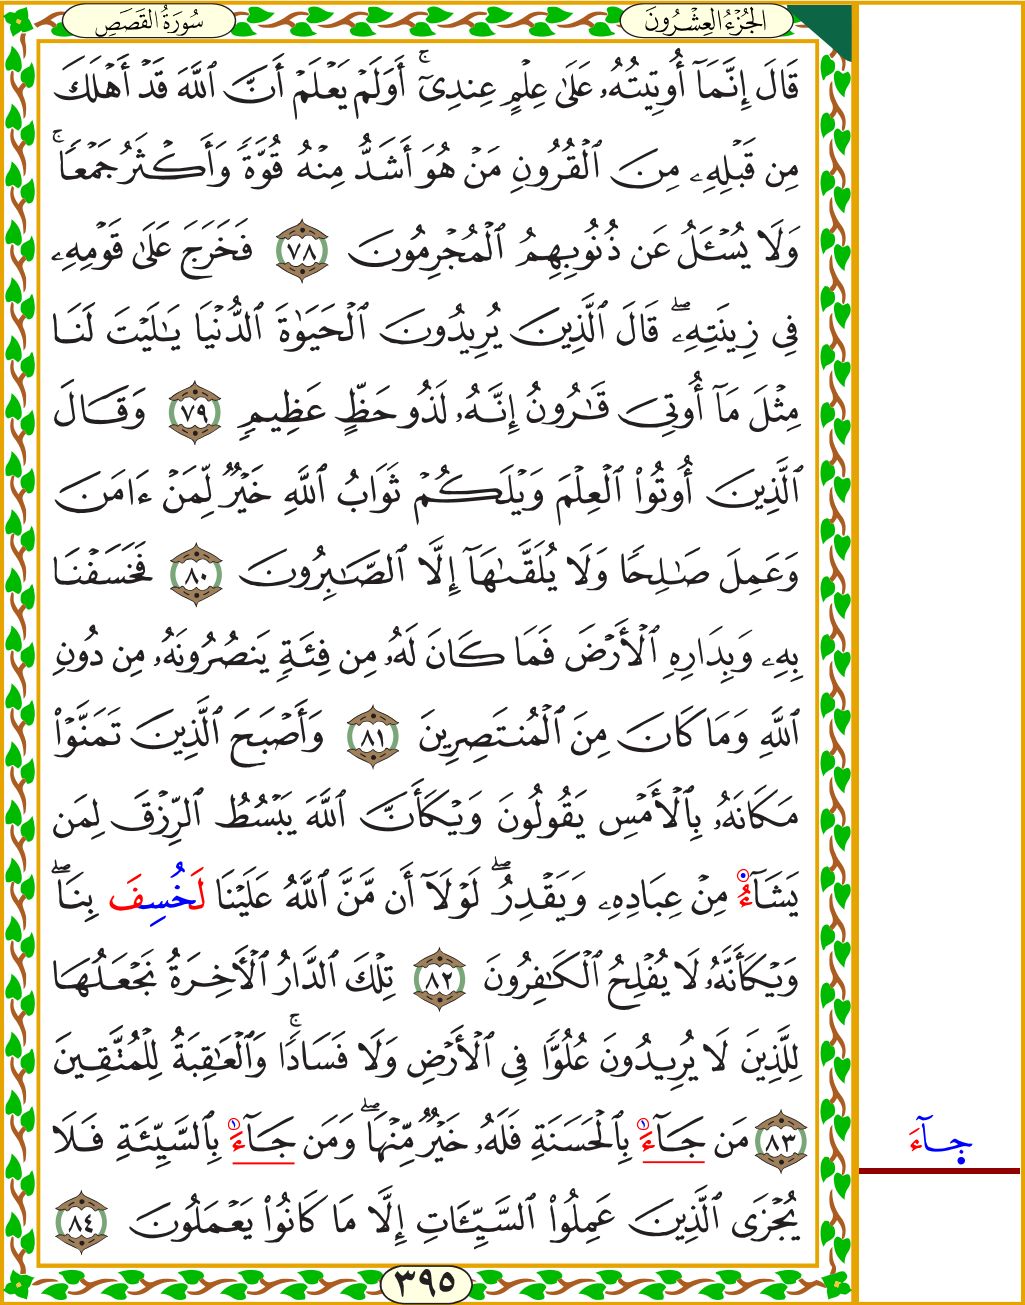 الجُزْءُ العِشْرُونَ
سُورَةُ القَصَصِ
قَالَ إِنَّمَآ أُوتِيتُهُۥ عَلَىٰ عِلْمٍ عِندِىٓۚ أَوَلَمْ يَعْلَمْ أَنَّ ٱللَّهَ قَدْ أَهْلَكَ
مِن قَبْلِهِۦ مِنَ ٱلْقُرُونِ مَنْ هُوَ أَشَدُّ مِنْهُ قُوَّةً وَأَكْثَرُ جَمْعًاۚ
وَلَا يُسْـَٔلُ عَن ذُنُوبِهِمُ ٱلْمُجْرِمُونَ ٧٨ فَخَرَجَ عَلَىٰ قَوْمِهِۦ
فِى زِينَتِهِۦۖ قَالَ ٱلَّذِينَ يُرِيدُونَ ٱلْحَيَوٰةَ ٱلدُّنْيَا يَـٰلَيْتَ لَنَا
مِثْلَ مَآ أُوتِىَ قَـٰرُونُ إِنَّهُۥ لَذُو حَظٍّ عَظِيمٍ ٧٩ وَقَالَ
ٱلَّذِينَ أُوتُوا۟ ٱلْعِلْمَ وَيْلَكُمْ ثَوَابُ ٱللَّهِ خَيْرٌ لِّمَنْ ءَامَنَ
وَعَمِلَ صَـٰلِحًا وَلَا يُلَقَّىٰهَآ إِلَّا ٱلصَّـٰبِرُونَ ٨٠ فَخَسَفْنَا
بِهِۦ وَبِدَارِهِ ٱلْأَرْضَ فَمَا كَانَ لَهُۥ مِن فِئَةٍ يَنصُرُونَهُۥ مِن دُونِ
ٱللَّهِ وَمَا كَانَ مِنَ ٱلْمُنتَصِرِينَ ٨١ وَأَصْبَحَ ٱلَّذِينَ تَمَنَّوْا۟
مَكَانَهُۥ بِٱلْأَمْسِ يَقُولُونَ وَيْكَأَنَّ ٱللَّهَ يَبْسُطُ ٱلرِّزْقَ لِمَن
يَشَآءُ مِنْ عِبَادِهِۦ وَيَقْدِرُۖ لَوْلَآ أَن مَّنَّ ٱللَّهُ عَلَيْنَا لَخُسِفَ بِنَاۖ
وَيْكَأَنَّهُۥ لَا يُفْلِحُ ٱلْكَـٰفِرُونَ ٨٢ تِلْكَ ٱلدَّارُ ٱلْـَٔاخِرَةُ نَجْعَلُهَا
لِلَّذِينَ لَا يُرِيدُونَ عُلُوًّا فِى ٱلْأَرْضِ وَلَا فَسَادًاۚ وَٱلْعَـٰقِبَةُ لِلْمُتَّقِينَ
٨٣ مَن جَآءَ ١ بِٱلْحَسَنَةِ فَلَهُۥ خَيْرٌ مِّنْهَاۖ وَمَن جَآءَ ١ بِٱلسَّيِّئَةِ فَلَا
جِآءَ
يُجْزَى ٱلَّذِينَ عَمِلُوا۟ ٱلسَّيِّـَٔاتِ إِلَّا مَا كَانُوا۟ يَعْمَلُونَ ٨٤
٣٩٥